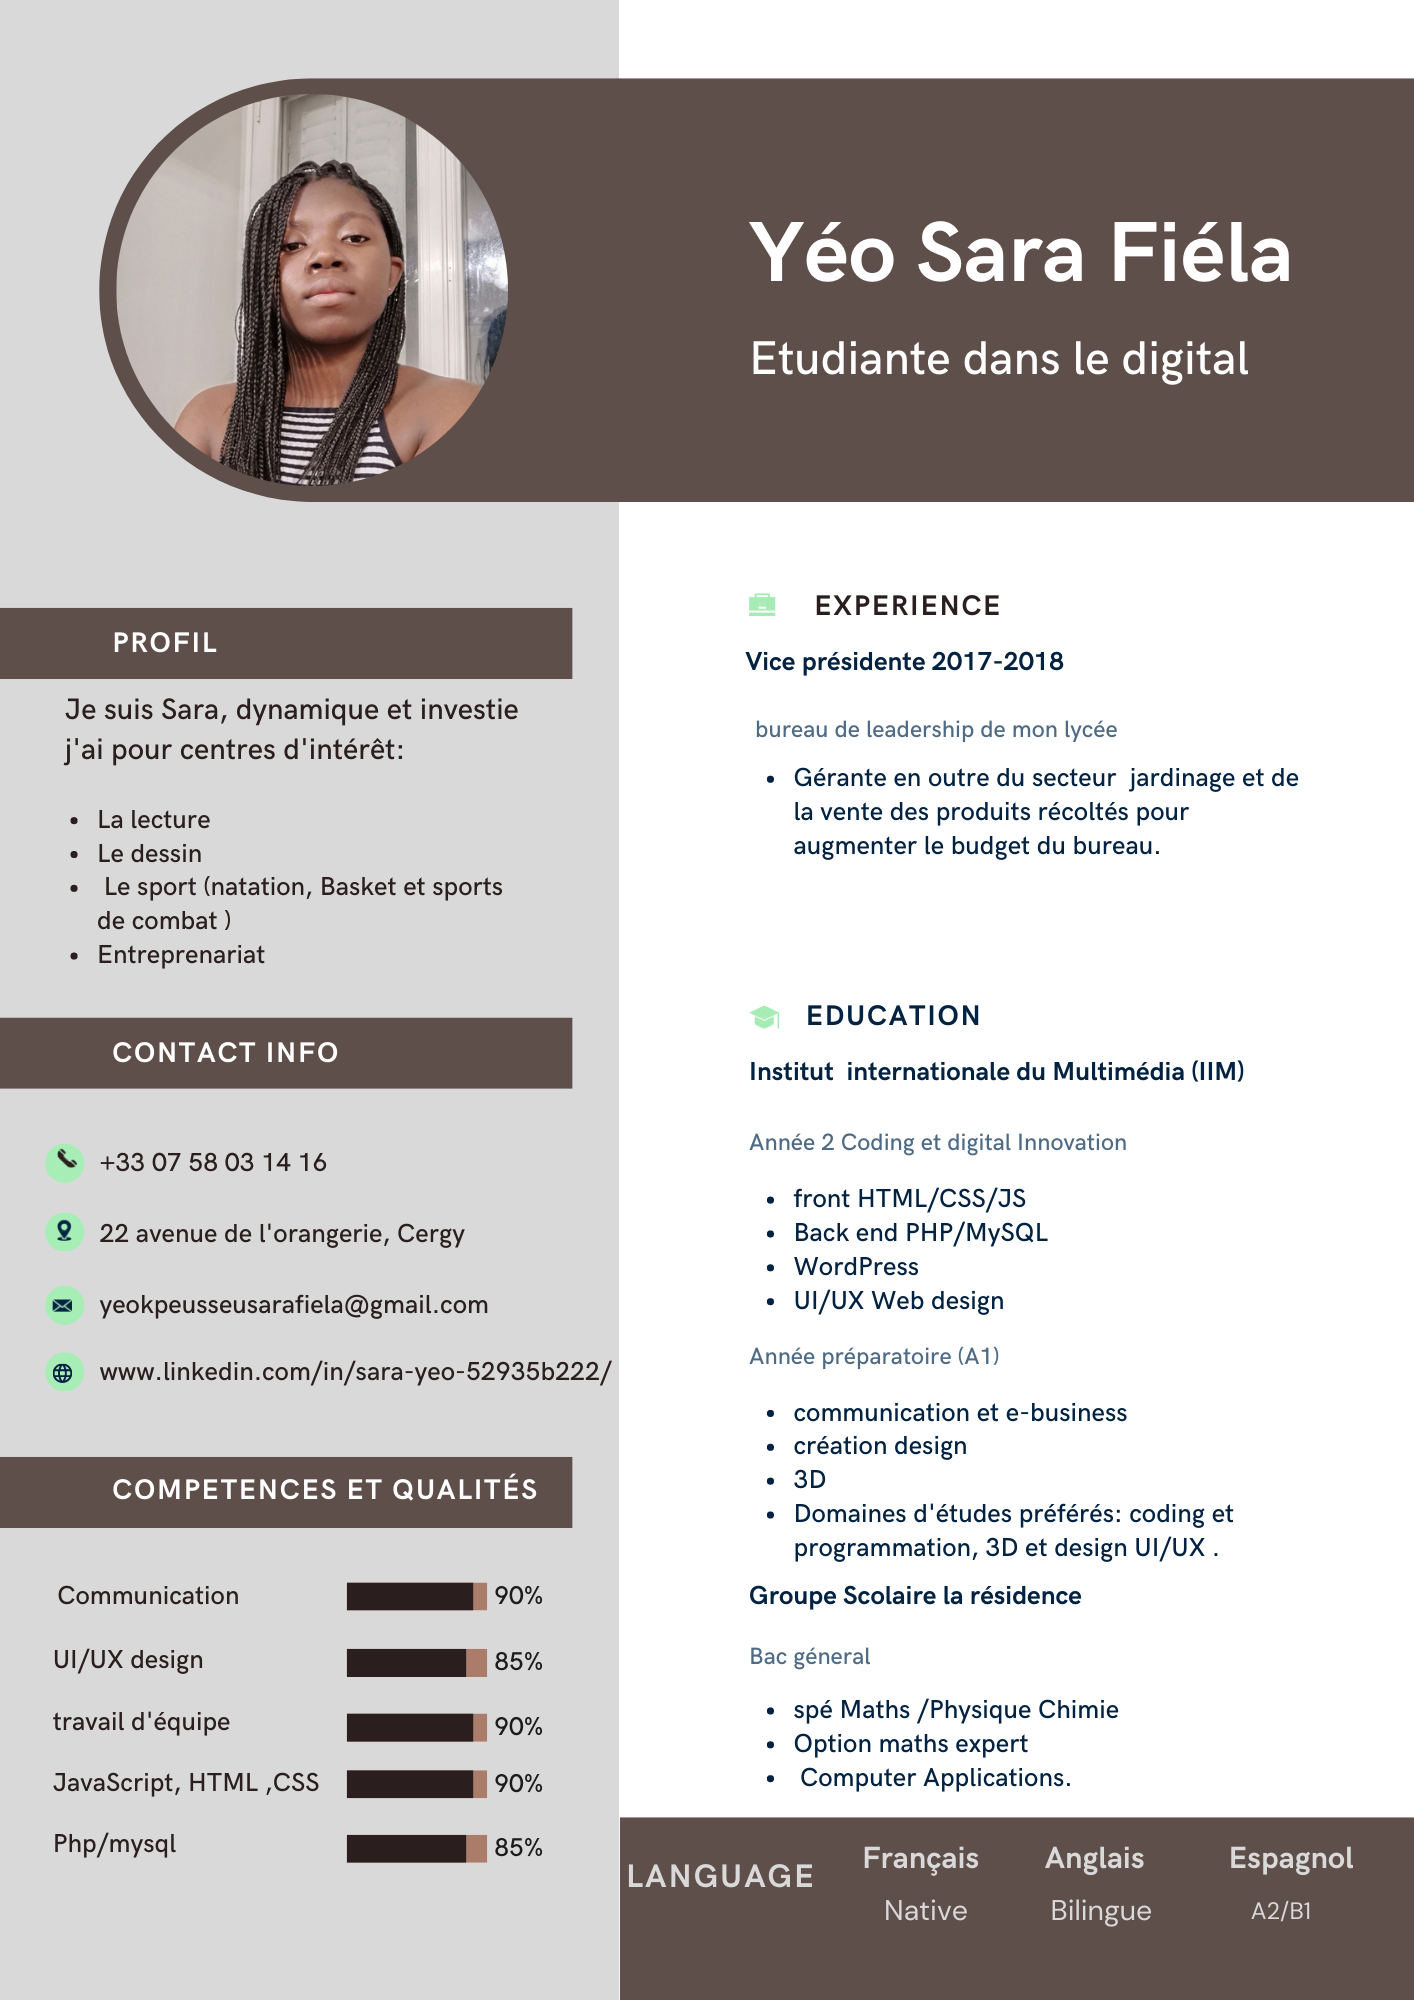 Yéo Sara Fiéla
Etudiante dans le digital
PROFIL
Je suis Sara, dynamique et investie
j'ai pour centres d'intérêt:
• La lecture
• Le dessin
• Le sport (natation, Basket et sports
de combat )
• Entreprenariat
CONTACT INFO
+33 07 58 03 14 16
22 avenue de l'orangerie, Cergy
yeokpeusseusarafiela@gmail.com
www.linkedin.com/in/sara-yeo-52935b222/
COMPETENCES ET QUALITÉS
Communication 90%
UI/UX design 85%
travail d'équipe 90%
JavaScript, HTML ,CSS 90%
Php/mysql 85%
EXPERIENCE
Vice présidente 2017-2018
bureau de leadership de mon lycée
• Gérante en outre du secteur jardinage et de
la vente des produits récoltés pour
augmenter le budget du bureau.
EDUCATION
Institut internationale du Multimédia (IIM)
Année 2 Coding et digital Innovation
• front HTML/CSS/JS
• Back end PHP/MySQL
• WordPress
• UI/UX Web design
Année préparatoire (A1)
• communication et e-business
• création design
• 3D
• Domaines d'études préférés: coding et
programmation, 3D et design UI/UX .
Groupe Scolaire la résidence
Bac géneral
• spé Maths /Physique Chimie
• Option maths expert
• Computer Applications.
LANGUAGE
Français Anglais Espagnol
Native Bilingue A2/B1